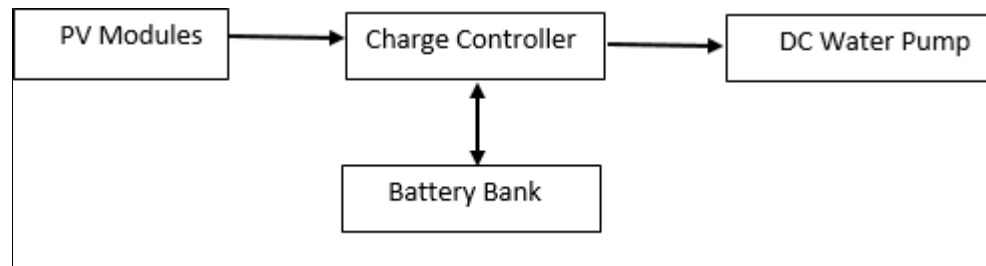 PV Modules
Charge Controller
DC Water Pump
Battery Bank